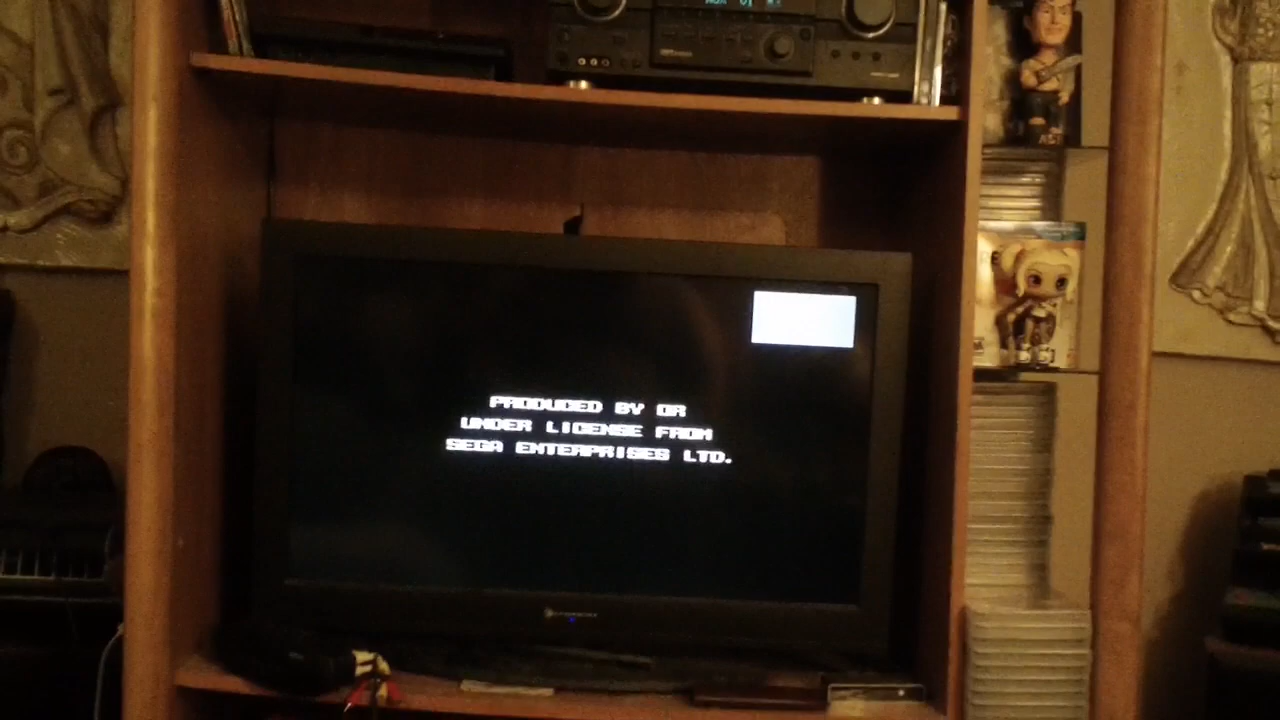 PRODUCED BY OR
UNDER LICENSE FROM
SEGA ENTERPRISES LTD.